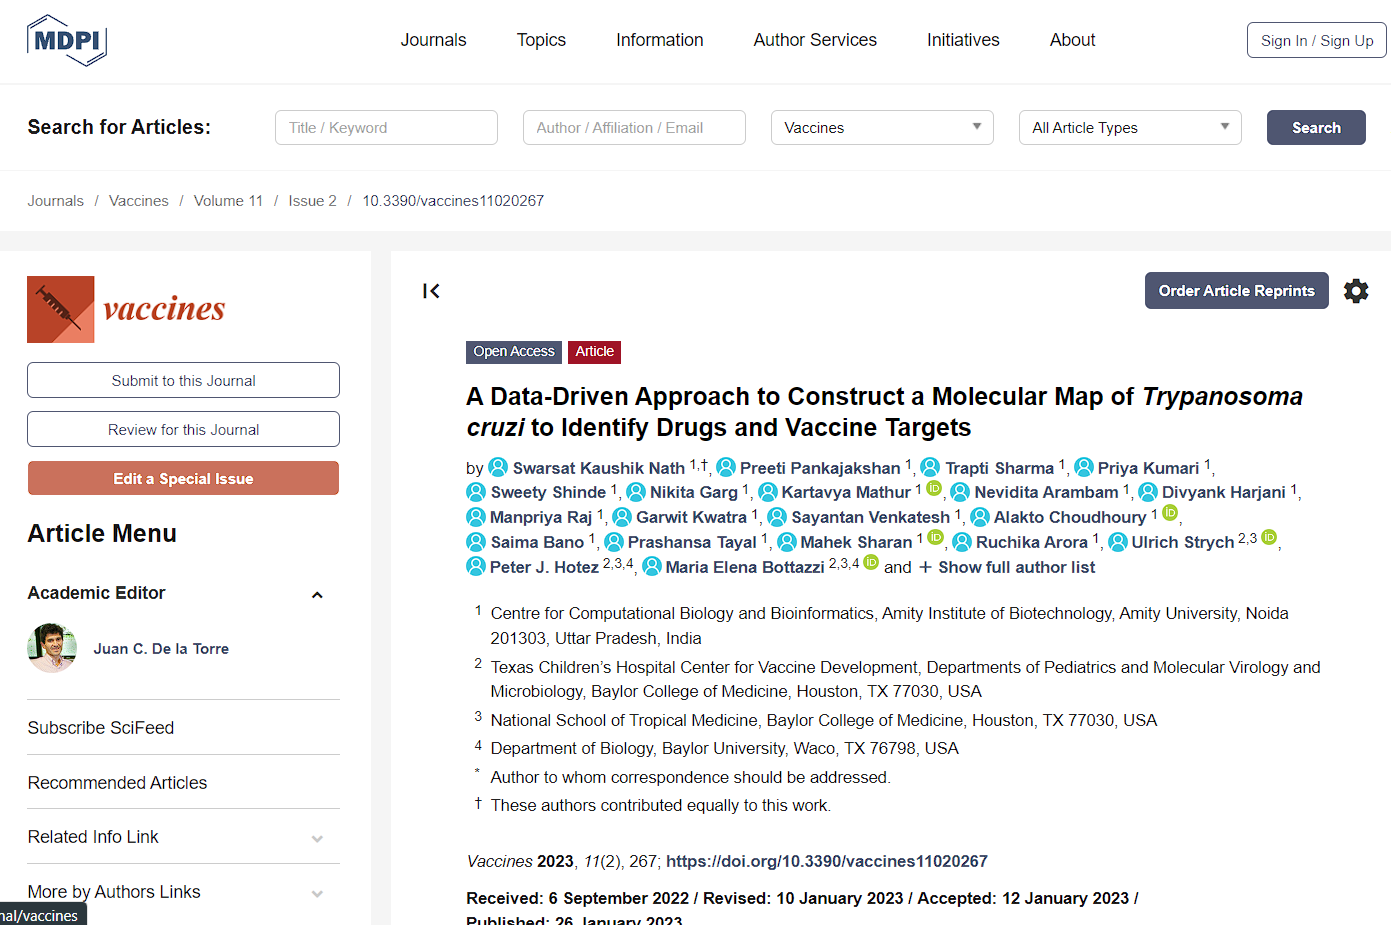 MDPI
Journals Topics Information Author Services Initiatives About Sign In / Sign Up
Search for Articles: Title / Keyword Author / Affiliation / Email Vaccines All Article Types Search
Journals / Vaccines / Volume 11 / Issue 2 / 10.3390/vaccines11020267
vaccines
Submit to this Journal
Review for this Journal
Edit a Special Issue
Article Menu
Academic Editor
Juan C. De la Torre
Subscribe SciFeed
Recommended Articles
Related Info Link
More by Authors Links
nal/vaccines
Order Article Reprints
Open Access Article
A Data-Driven Approach to Construct a Molecular Map of Trypanosoma
cruzi to Identify Drugs and Vaccine Targets
by Swarsat Kaushik Nath 1,†, Preeti Pankajakshan 1, Trapti Sharma 1, Priya Kumari 1,
Sweety Shinde 1, Nikita Garg 1, Kartavya Mathur 1 iD, Nevidita Arambam 1, Divyank Harjani 1,
Manpriya Raj 1, Garwit Kwatra 1, Sayantan Venkatesh 1, Alakto Choudhoury 1 iD,
Saima Bano 1, Prashansa Tayal 1, Mahek Sharan 1 iD, Ruchika Arora 1, Ulrich Strych 2,3 iD,
Peter J. Hotez 2,3,4, Maria Elena Bottazzi 2,3,4 iD and + Show full author list
1 Centre for Computational Biology and Bioinformatics, Amity Institute of Biotechnology, Amity University, Noida
201303, Uttar Pradesh, India
2 Texas Children’s Hospital Center for Vaccine Development, Departments of Pediatrics and Molecular Virology and
Microbiology, Baylor College of Medicine, Houston, TX 77030, USA
3 National School of Tropical Medicine, Baylor College of Medicine, Houston, TX 77030, USA
4 Department of Biology, Baylor University, Waco, TX 76798, USA
* Author to whom correspondence should be addressed.
† These authors contributed equally to this work.
Vaccines 2023, 11(2), 267; https://doi.org/10.3390/vaccines11020267
Received: 6 September 2022 / Revised: 10 January 2023 / Accepted: 12 January 2023 /
Published: 26 January 2023